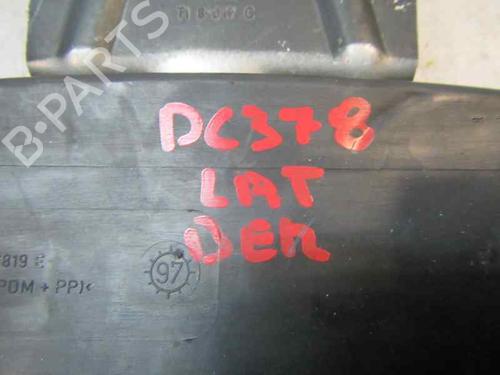 B-PARTS
DC378
LAT
DER
819 E
97
PDM + PP)<